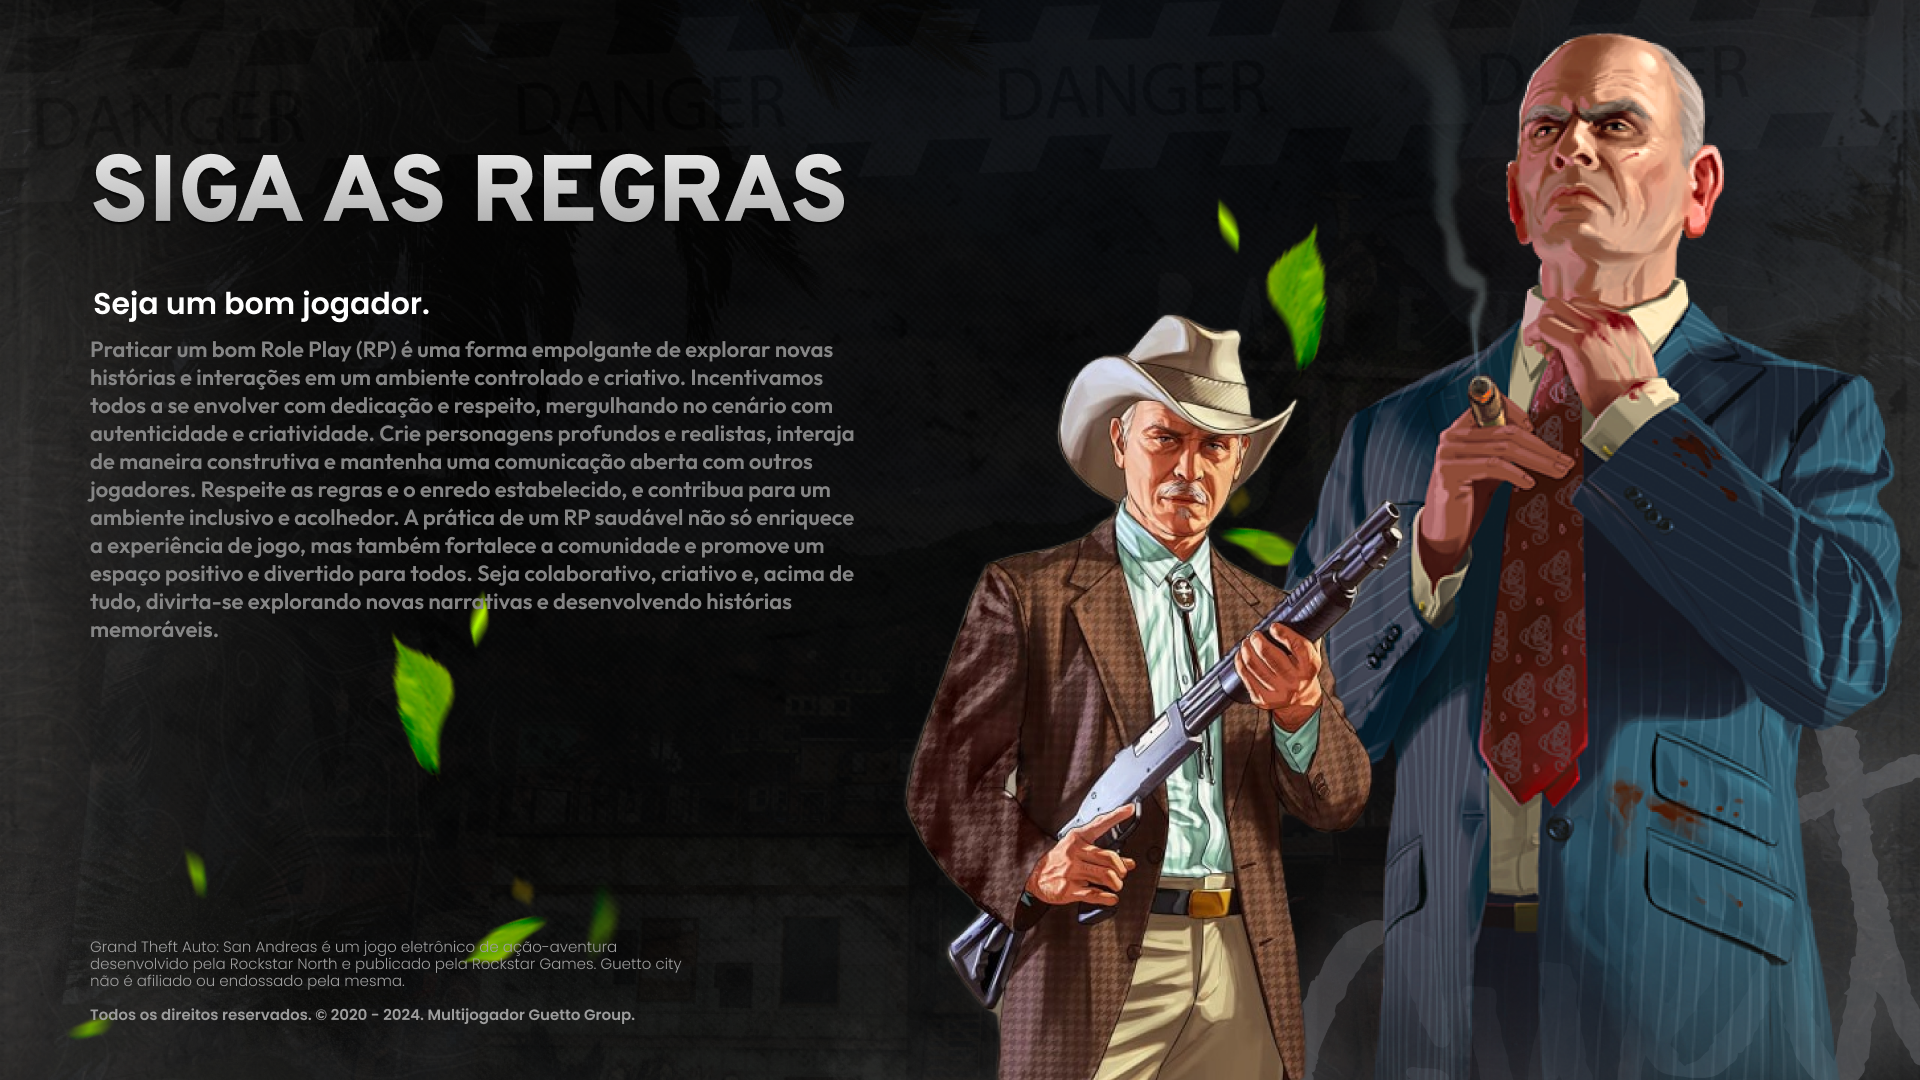 DANGER DANGER DANGER DANGER
SIGA AS REGRAS
Seja um bom jogador.
Praticar um bom Role Play (RP) é uma forma empolgante de explorar novas
histórias e interações em um ambiente controlado e criativo. Incentivamos
todos a se envolver com dedicação e respeito, mergulhando no cenário com
autenticidade e criatividade. Crie personagens profundos e realistas, interaja
de maneira construtiva e mantenha uma comunicação aberta com outros
jogadores. Respeite as regras e o enredo estabelecido, e contribua para um
ambiente inclusivo e acolhedor. A prática de um RP saudável não só enriquece
a experiência de jogo, mas também fortalece a comunidade e promove um
espaço positivo e divertido para todos. Seja colaborativo, criativo e, acima de
tudo, divirta-se explorando novas narrativas e desenvolvendo histórias
memoráveis.
Grand Theft Auto: San Andreas é um jogo eletrônico de ação-aventura
desenvolvido pela Rockstar North e publicado pela Rockstar Games. Guetto city
não é afiliado ou endossado pela mesma.
Todos os direitos reservados. © 2020 - 2024. Multijogador Guetto Group.